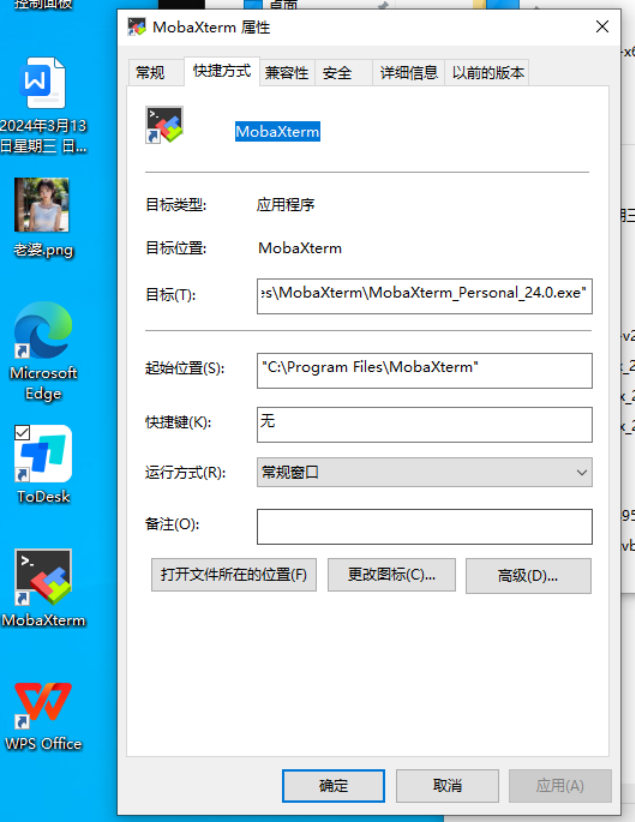 控制面板
桌面
2024年3月13
日星期三 日...
老婆.png
Microsoft
Edge
ToDesk
MobaXterm
WPS Office
MobaXterm 属性
常规
快捷方式
兼容性
安全
详细信息
以前的版本
MobaXterm
目标类型:
应用程序
目标位置:
MobaXterm
目标(T):
es\MobaXterm\MobaXterm_Personal_24.0.exe"
起始位置(S):
"C:\Program Files\MobaXterm"
快捷键(K):
无
运行方式(R):
常规窗口
备注(O):
打开文件所在的位置(F)
更改图标(C)...
高级(D)...
确定
取消
应用(A)